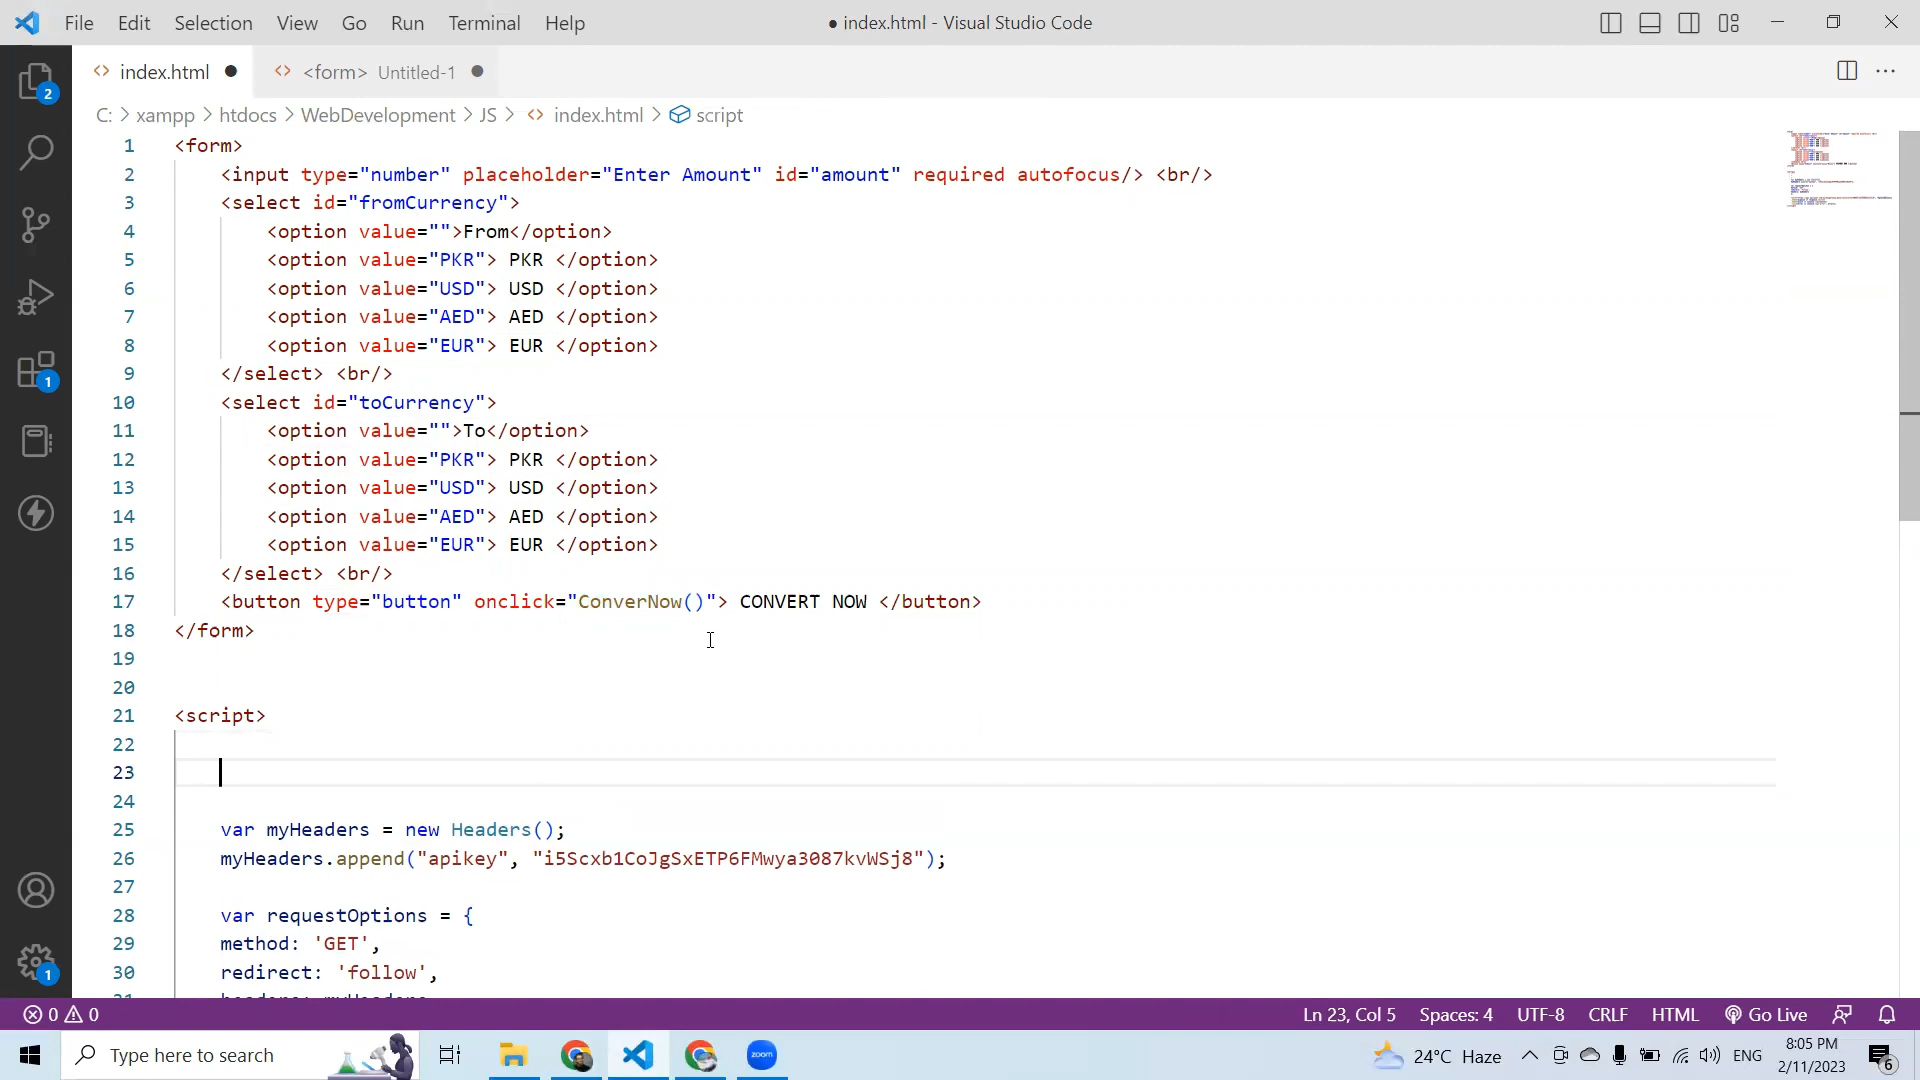 File Edit Selection View Go Run Terminal Help
● index.html - Visual Studio Code
index.html ●
<form> Untitled-1 ●
C: > xampp > htdocs > WebDevelopment > JS > index.html > script
1 <form>
2 <input type="number" placeholder="Enter Amount" id="amount" required autofocus/> <br/>
3 <select id="fromCurrency">
4 <option value="">From</option>
5 <option value="PKR"> PKR </option>
6 <option value="USD"> USD </option>
7 <option value="AED"> AED </option>
8 <option value="EUR"> EUR </option>
9 </select> <br/>
10 <select id="toCurrency">
11 <option value="">To</option>
12 <option value="PKR"> PKR </option>
13 <option value="USD"> USD </option>
14 <option value="AED"> AED </option>
15 <option value="EUR"> EUR </option>
16 </select> <br/>
17 <button type="button" onclick="ConverNow()"> CONVERT NOW </button>
18 </form>
19
20
21 <script>
22
23
24
25 var myHeaders = new Headers();
26 myHeaders.append("apikey", "i5Scxb1CoJgSxETP6FMwya3087kvWSj8");
27
28 var requestOptions = {
29 method: 'GET',
30 redirect: 'follow',
2
1
1
0 0
Ln 23, Col 5 Spaces: 4 UTF-8 CRLF HTML Go Live
Type here to search
zoom
24°C Haze
ENG
8:05 PM
2/11/2023
6